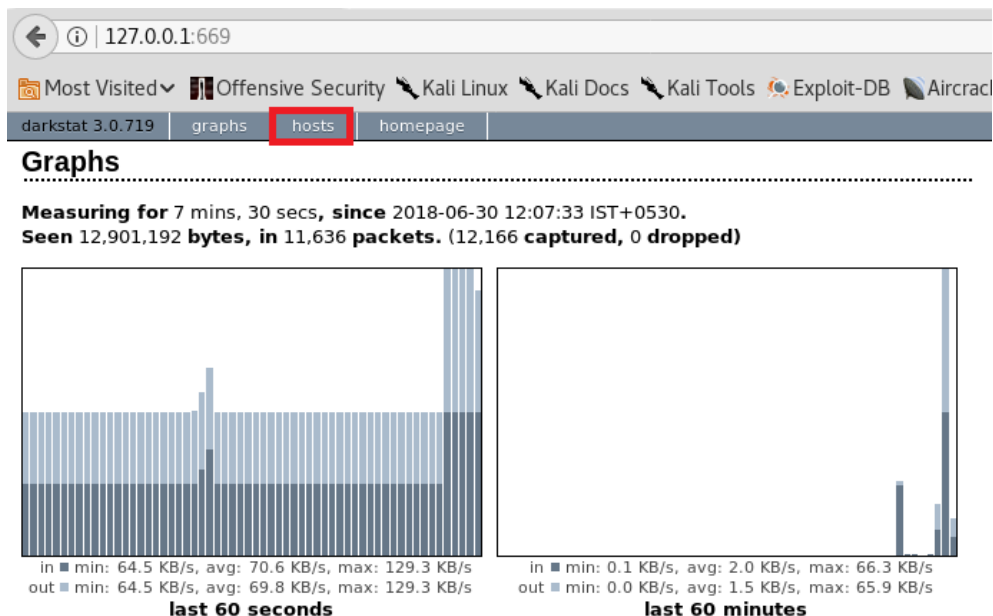 127.0.0.1:669
Most Visited Offensive Security Kali Linux Kali Docs Kali Tools Exploit-DB Aircrac
darkstat 3.0.719 graphs hosts homepage
Graphs
Measuring for 7 mins, 30 secs, since 2018-06-30 12:07:33 IST+0530.
Seen 12,901,192 bytes, in 11,636 packets. (12,166 captured, 0 dropped)
in min: 64.5 KB/s, avg: 70.6 KB/s, max: 129.3 KB/s
out min: 64.5 KB/s, avg: 69.8 KB/s, max: 129.3 KB/s
last 60 seconds
in min: 0.1 KB/s, avg: 2.0 KB/s, max: 66.3 KB/s
out min: 0.0 KB/s, avg: 1.5 KB/s, max: 65.9 KB/s
last 60 minutes